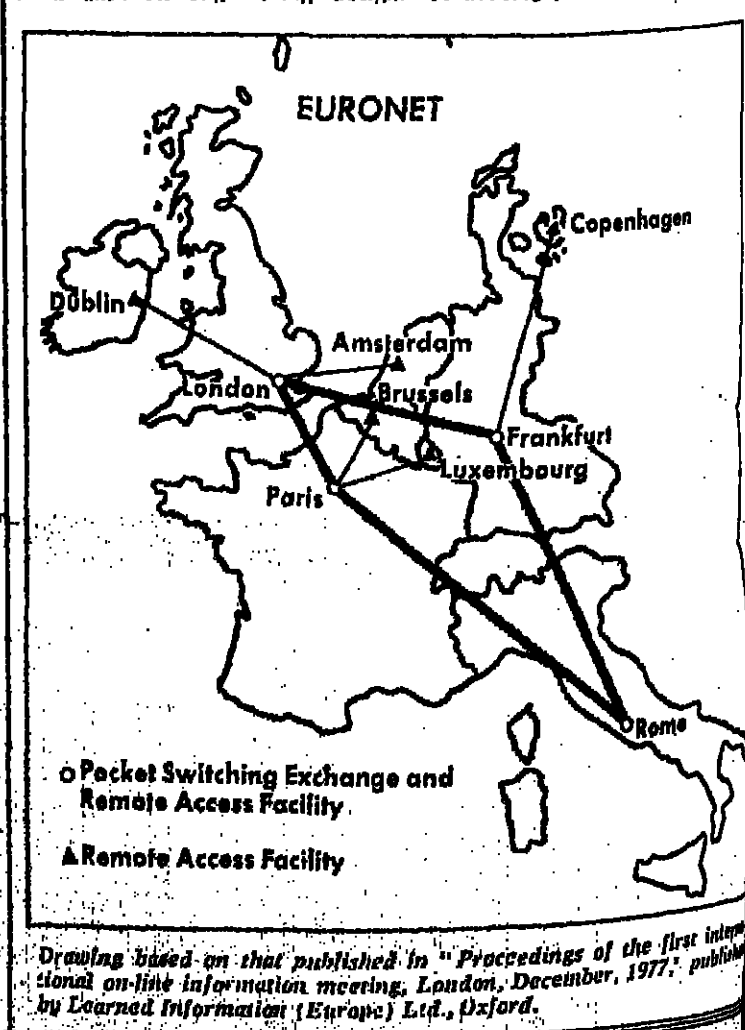 EURONET
Copenhagen
Dublin
Amsterdam
London
Brussels
Frankfurt
Luxembourg
Paris
Rome
Packet Switching Exchange and
Remote Access Facility
Remote Access Facility
Drawing based on that published in "Proceedings of the first
tional on-line information meeting, London, December, 1977,"
by Learned Information (Europe) Ltd., Oxford.